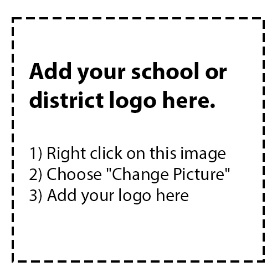 Add your school or
district logo here.
1) Right click on this image
2) Choose "Change Picture"
3) Add your logo here